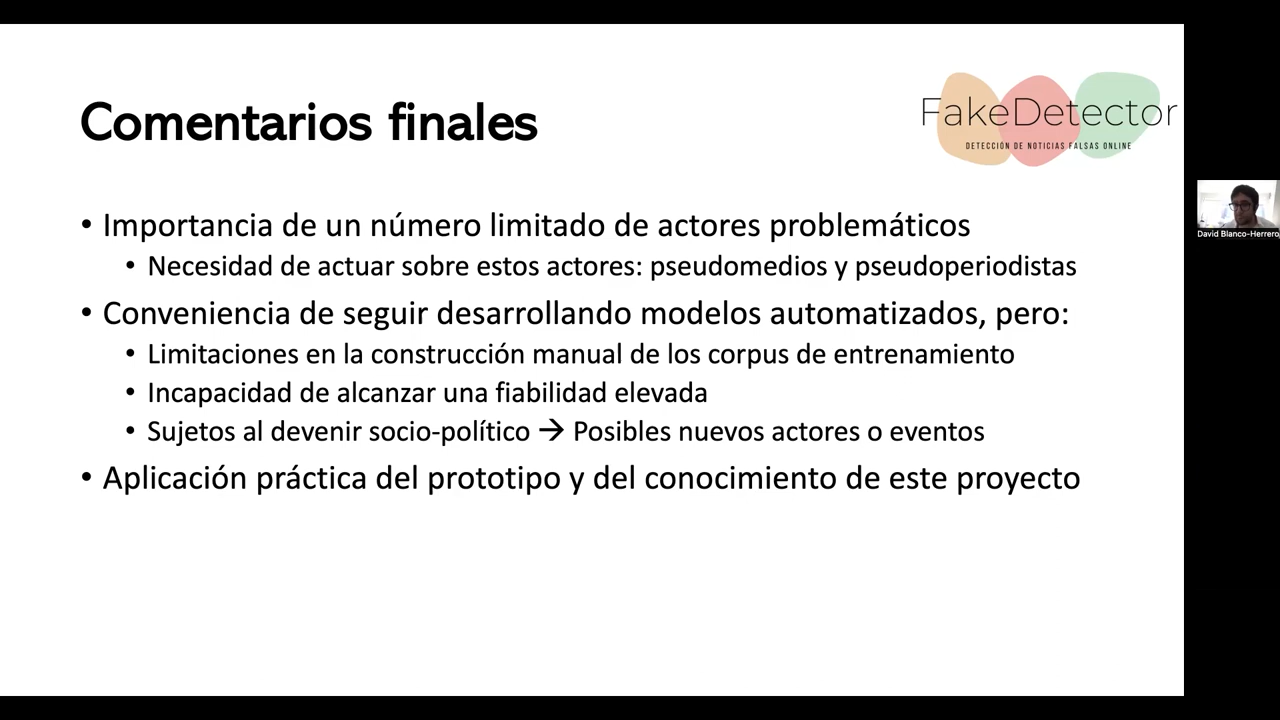 Comentarios finales
FakeDetector
DETECCIÓN DE NOTICIAS FALSAS ONLINE
• Importancia de un número limitado de actores problemáticos
• Necesidad de actuar sobre estos actores: pseudomedios y pseudoperiodistas
• Conveniencia de seguir desarrollando modelos automatizados, pero:
• Limitaciones en la construcción manual de los corpus de entrenamiento
• Incapacidad de alcanzar una fiabilidad elevada
• Sujetos al devenir socio-político → Posibles nuevos actores o eventos
• Aplicación práctica del prototipo y del conocimiento de este proyecto
David Blanco-Herrero